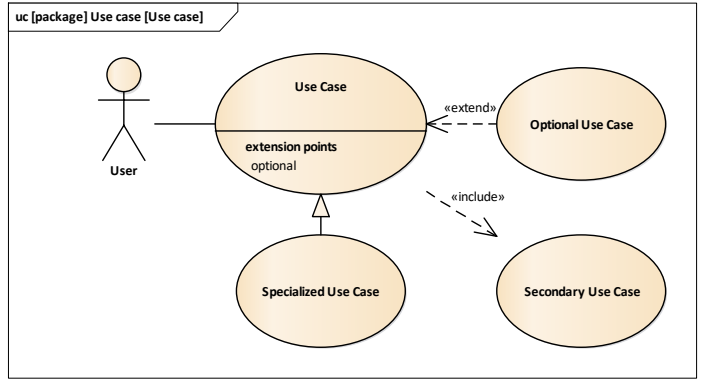 uc [package] Use case [Use case]
Use Case
extension points
optional
User
«extend»
Optional Use Case
«include»
Specialized Use Case
Secondary Use Case